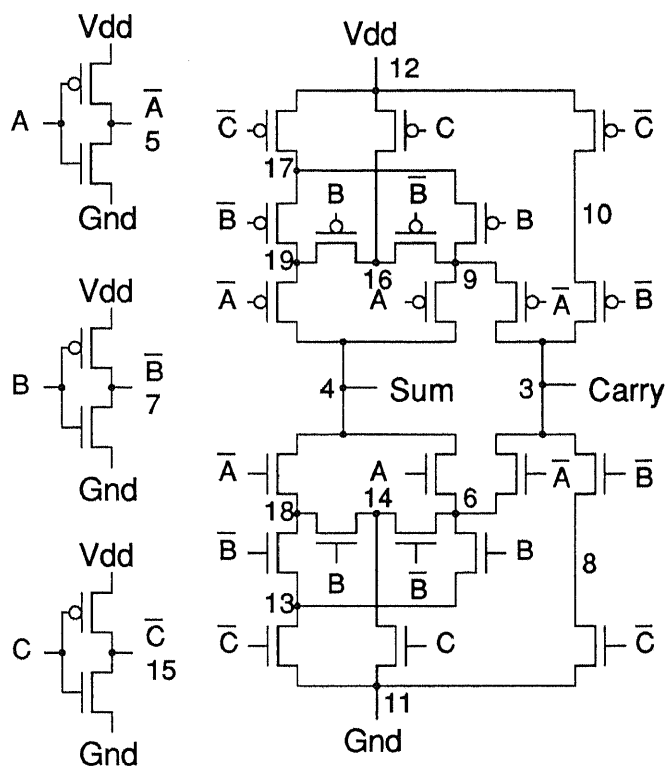 Vdd
A
A̅
5
Gnd
Vdd
B
B̅
7
Gnd
Vdd
C
C̅
15
Gnd
Vdd
12
C̅ C C̅
17
B B̅
B̅ B 10
19 16 9
A̅ A A̅ B̅
4 Sum 3 Carry
A̅ A A̅ B̅
18 14 6
B̅ B B̅ B 8
13
C̅ C C̅
11
Gnd